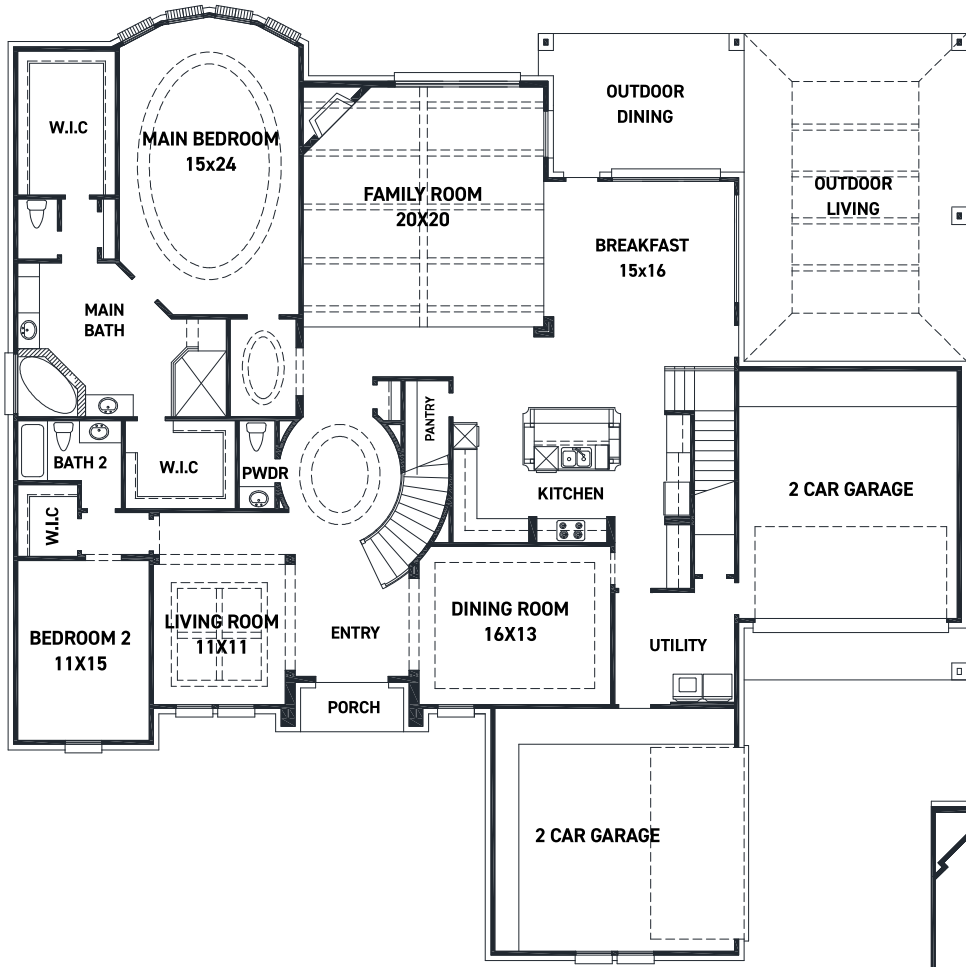 OUTDOOR
DINING
W.I.C
MAIN BEDROOM
15x24
FAMILY ROOM
20X20
OUTDOOR
LIVING
BREAKFAST
15x16
MAIN
BATH
PANTRY
BATH 2
W.I.C
PWDR
KITCHEN
2 CAR GARAGE
W.I.C
BEDROOM 2
11X15
LIVING ROOM
11X11
ENTRY
DINING ROOM
16X13
UTILITY
PORCH
2 CAR GARAGE